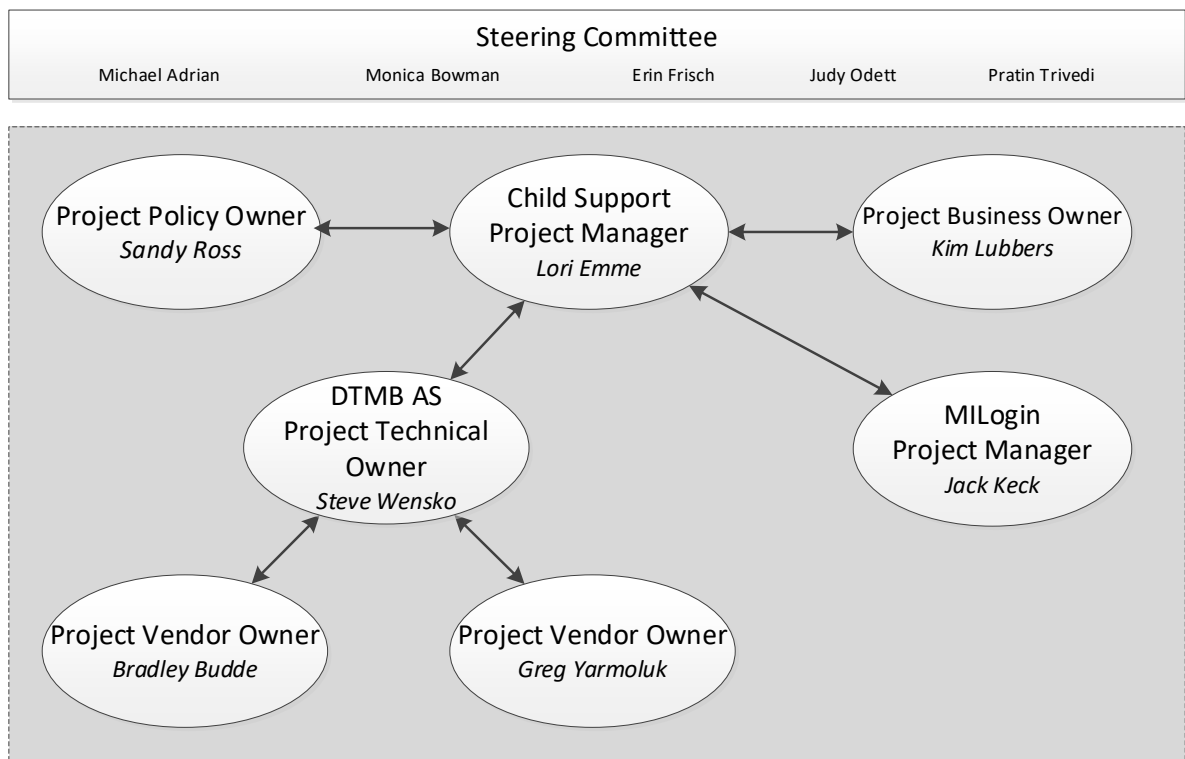 Steering Committee
Michael Adrian Monica Bowman Erin Frisch Judy Odett Pratin Trivedi
Project Policy Owner
Sandy Ross
Child Support
Project Manager
Lori Emme
Project Business Owner
Kim Lubbers
DTMB AS
Project Technical
Owner
Steve Wensko
MILogin
Project Manager
Jack Keck
Project Vendor Owner
Bradley Budde
Project Vendor Owner
Greg Yarmoluk